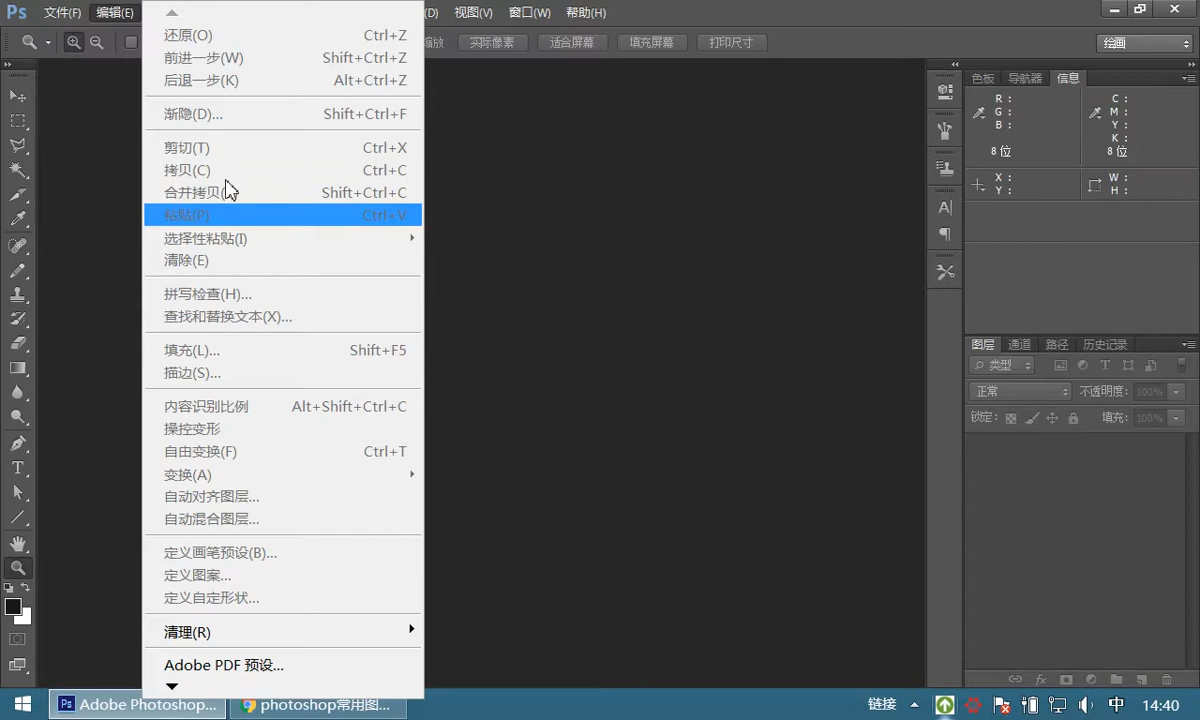 Ps 文件(F) 编辑(E) (D) 视图(V) 窗口(W) 帮助(H)
缩放 实际像素 适合屏幕 填充屏幕 打印尺寸 绘画
还原(O) Ctrl+Z
前进一步(W) Shift+Ctrl+Z
后退一步(K) Alt+Ctrl+Z
渐隐(D)... Shift+Ctrl+F
剪切(T) Ctrl+X
拷贝(C) Ctrl+C
合并拷贝( Shift+Ctrl+C
粘贴(P) Ctrl+V
选择性粘贴(I)
清除(E)
拼写检查(H)...
查找和替换文本(X)...
填充(L)... Shift+F5
描边(S)...
内容识别比例 Alt+Shift+Ctrl+C
操控变形
自由变换(F) Ctrl+T
变换(A)
自动对齐图层...
自动混合图层...
定义画笔预设(B)...
定义图案...
定义自定形状...
清理(R)
Adobe PDF 预设...
色板 导航器 信息
R: C:
G: M:
B: Y:
K:
8 位 8 位
X: W:
Y: H:
图层 通道 路径 历史记录
类型
正常 不透明度: 100%
锁定: 填充: 100%
Ps Adobe Photoshop... photoshop常用图... 链接 中 14:40